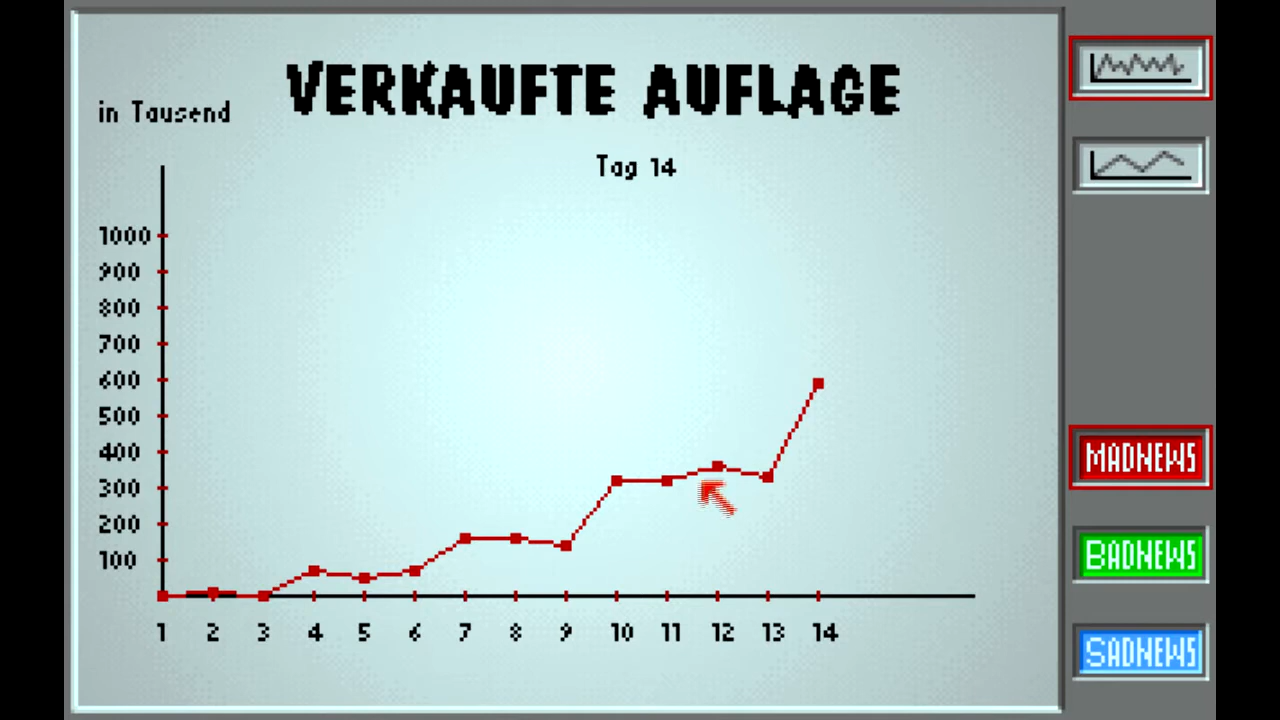 VERKAUFTE AUFLAGE
in Tausend
Tag 14
1000
900
800
700
600
500
400
300
200
100
1 2 3 4 5 6 7 8 9 10 11 12 13 14
MADNEWS
BADNEWS
SADNEWS